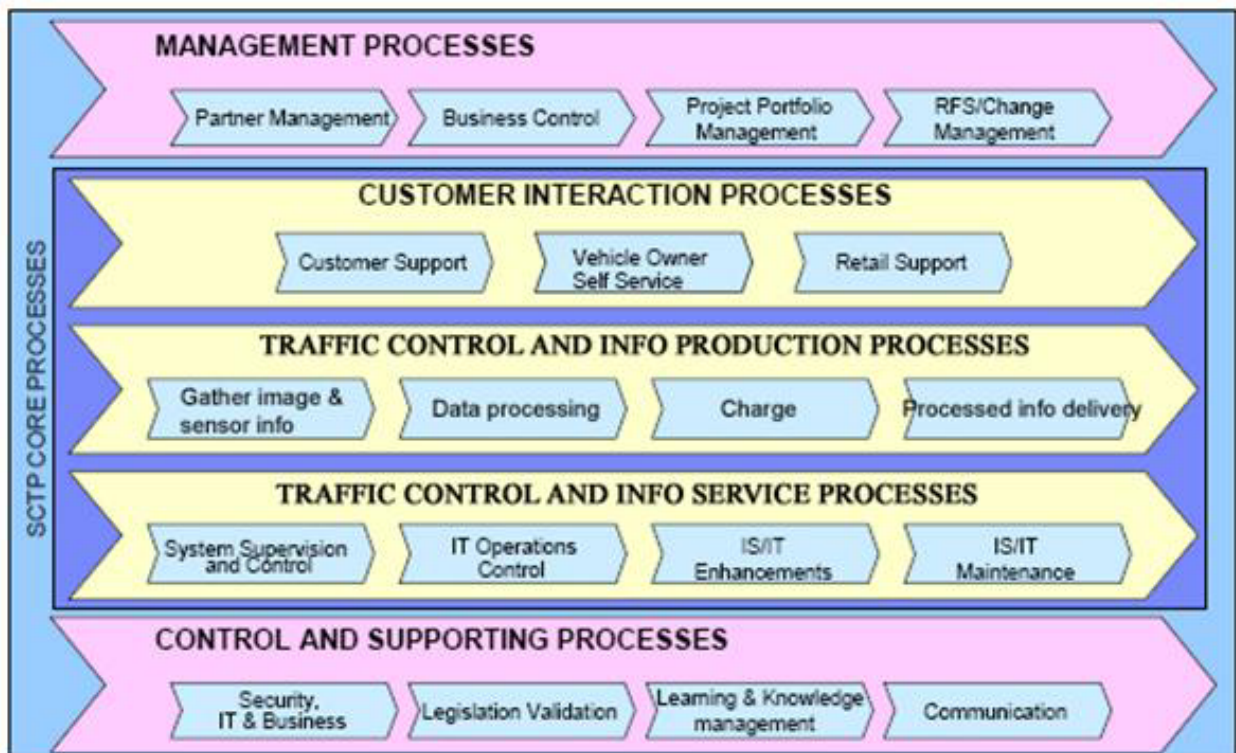 MANAGEMENT PROCESSES
Partner Management
Business Control
Project Portfolio
Management
RFS/Change
Management
SCTP CORE PROCESSES
CUSTOMER INTERACTION PROCESSES
Customer Support
Vehicle Owner
Self Service
Retail Support
TRAFFIC CONTROL AND INFO PRODUCTION PROCESSES
Gather image &
sensor info
Data processing
Charge
Processed info delivery
TRAFFIC CONTROL AND INFO SERVICE PROCESSES
System Supervision
and Control
IT Operations
Control
IS/IT
Enhancements
IS/IT
Maintenance
CONTROL AND SUPPORTING PROCESSES
Security,
IT & Business
Legislation Validation
Learning & Knowledge
management
Communication